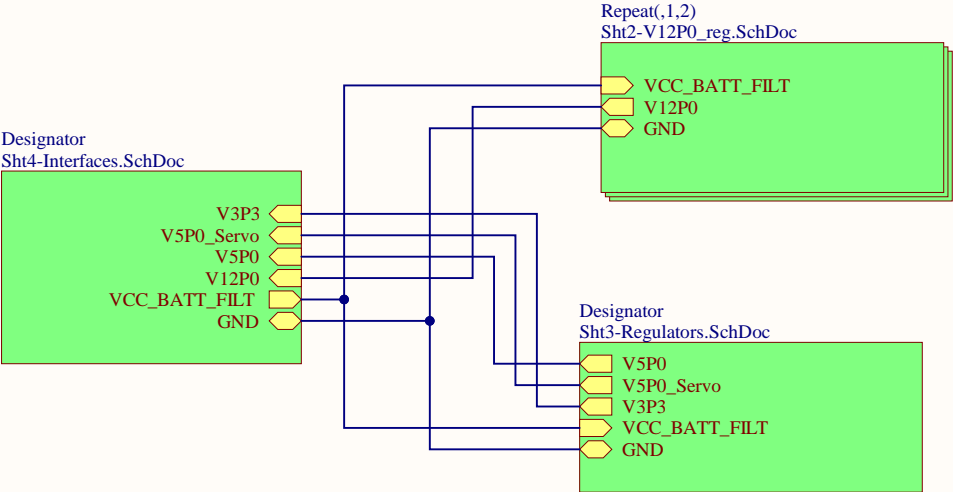 Repeat(,1,2)
Sht2-V12P0_reg.SchDoc
VCC_BATT_FILT
V12P0
GND
Designator
Sht4-Interfaces.SchDoc
V3P3
V5P0_Servo
V5P0
V12P0
VCC_BATT_FILT
GND
Designator
Sht3-Regulators.SchDoc
V5P0
V5P0_Servo
V3P3
VCC_BATT_FILT
GND